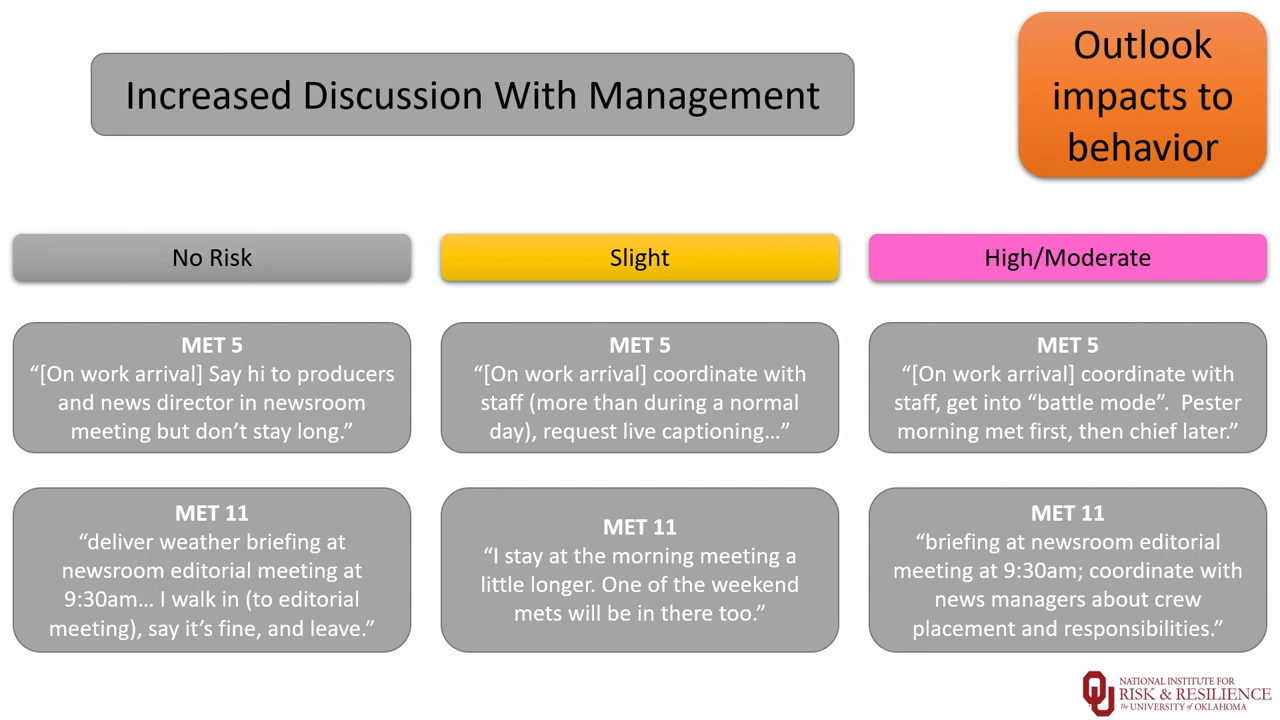 Increased Discussion With Management
Outlook
impacts to
behavior
No Risk
Slight
High/Moderate
MET 5
“[On work arrival] Say hi to producers
and news director in newsroom
meeting but don’t stay long.”
MET 5
“[On work arrival] coordinate with
staff (more than during a normal
day), request live captioning…”
MET 5
“[On work arrival] coordinate with
staff, get into “battle mode”.  Pester
morning met first, then chief later.”
MET 11
“deliver weather briefing at
newsroom editorial meeting at
9:30am… I walk in (to editorial
meeting), say it’s fine, and leave.”
MET 11
“I stay at the morning meeting a
little longer. One of the weekend
mets will be in there too.”
MET 11
“briefing at newsroom editorial
meeting at 9:30am; coordinate with
news managers about crew
placement and responsibilities.”
OU
NATIONAL INSTITUTE FOR
RISK & RESILIENCE
The UNIVERSITY of OKLAHOMA